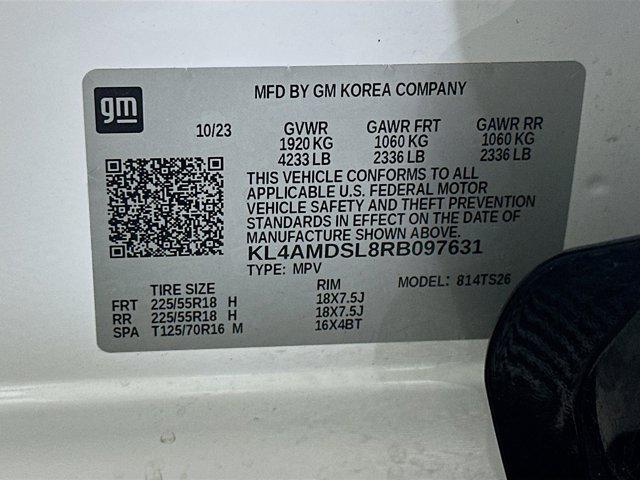 gm
MFD BY GM KOREA COMPANY
10/23 GVWR GAWR FRT GAWR RR
1920 KG 1060 KG 1060 KG
4233 LB 2336 LB 2336 LB
THIS VEHICLE CONFORMS TO ALL
APPLICABLE U.S. FEDERAL MOTOR
VEHICLE SAFETY AND THEFT PREVENTION
STANDARDS IN EFFECT ON THE DATE OF
MANUFACTURE SHOWN ABOVE.
KL4AMDSL8RB097631
TYPE: MPV MODEL: 814TS26
TIRE SIZE RIM
FRT 225/55R18 H 18X7.5J
RR 225/55R18 H 18X7.5J
SPA T125/70R16 M 16X4BT